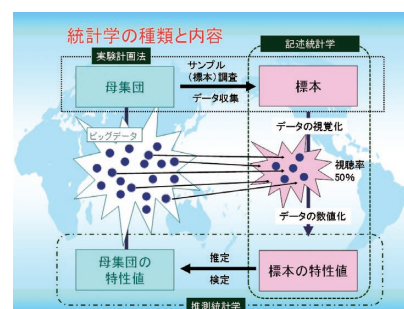 統計学の種類と内容
実験計画法
記述統計学
母集団
サンプル
(標本)調査
データ収集
標本
ビッグデータ
データの視覚化
視聴率
50%
データの数値化
母集団の
特性値
推定
検定
標本の特性値
推測統計学